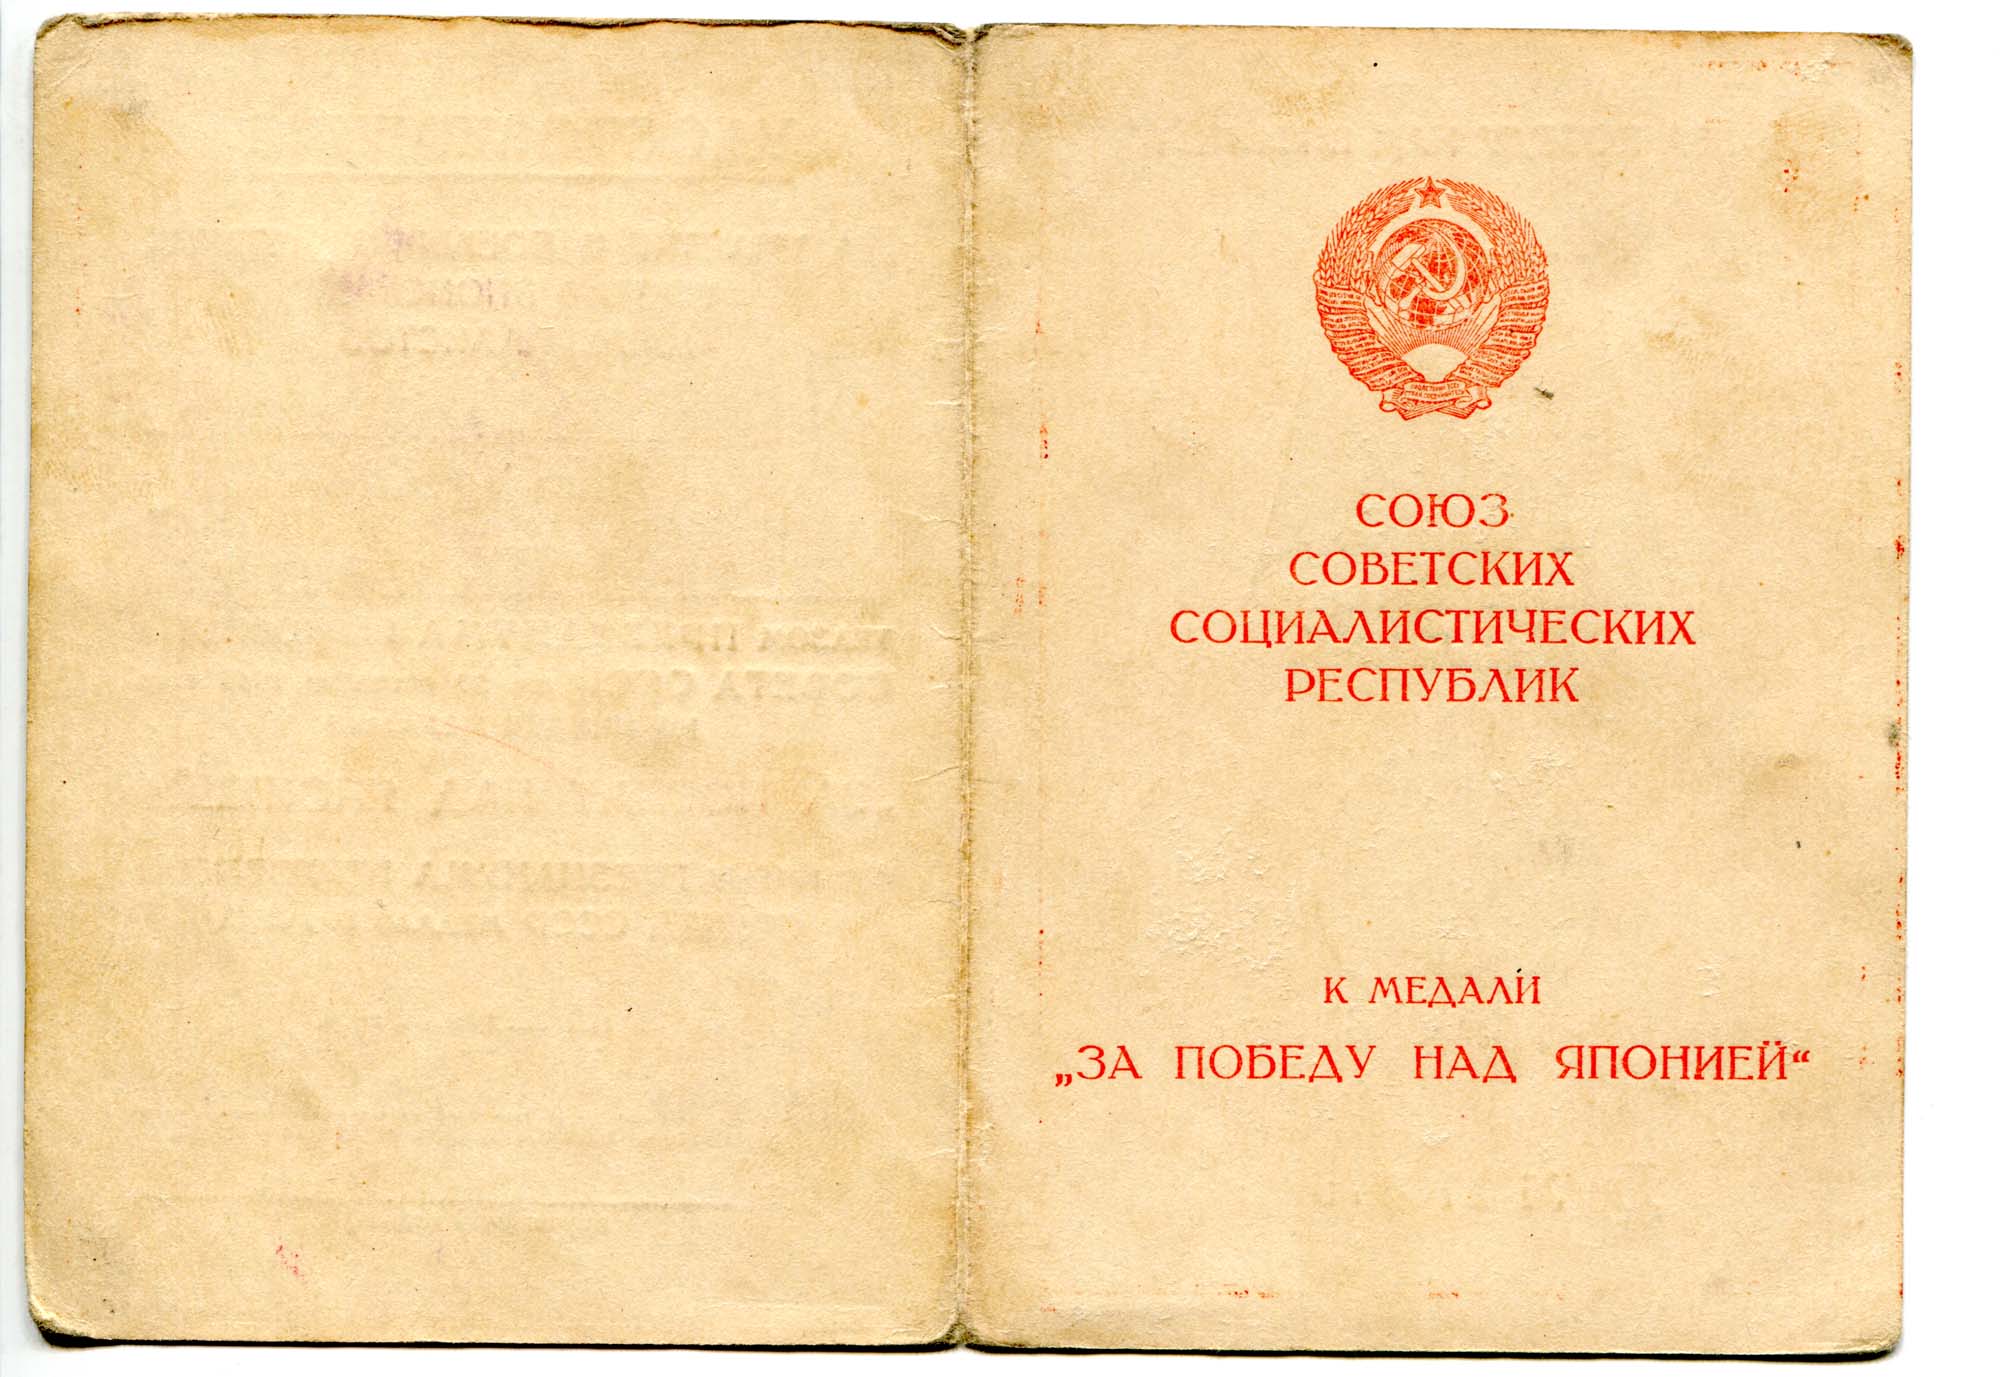 СОЮЗ
СОВЕТСКИХ
СОЦИАЛИСТИЧЕСКИХ
РЕСПУБЛИК
К МЕДАЛИ
„ЗА ПОБЕДУ НАД ЯПОНИЕЙ“